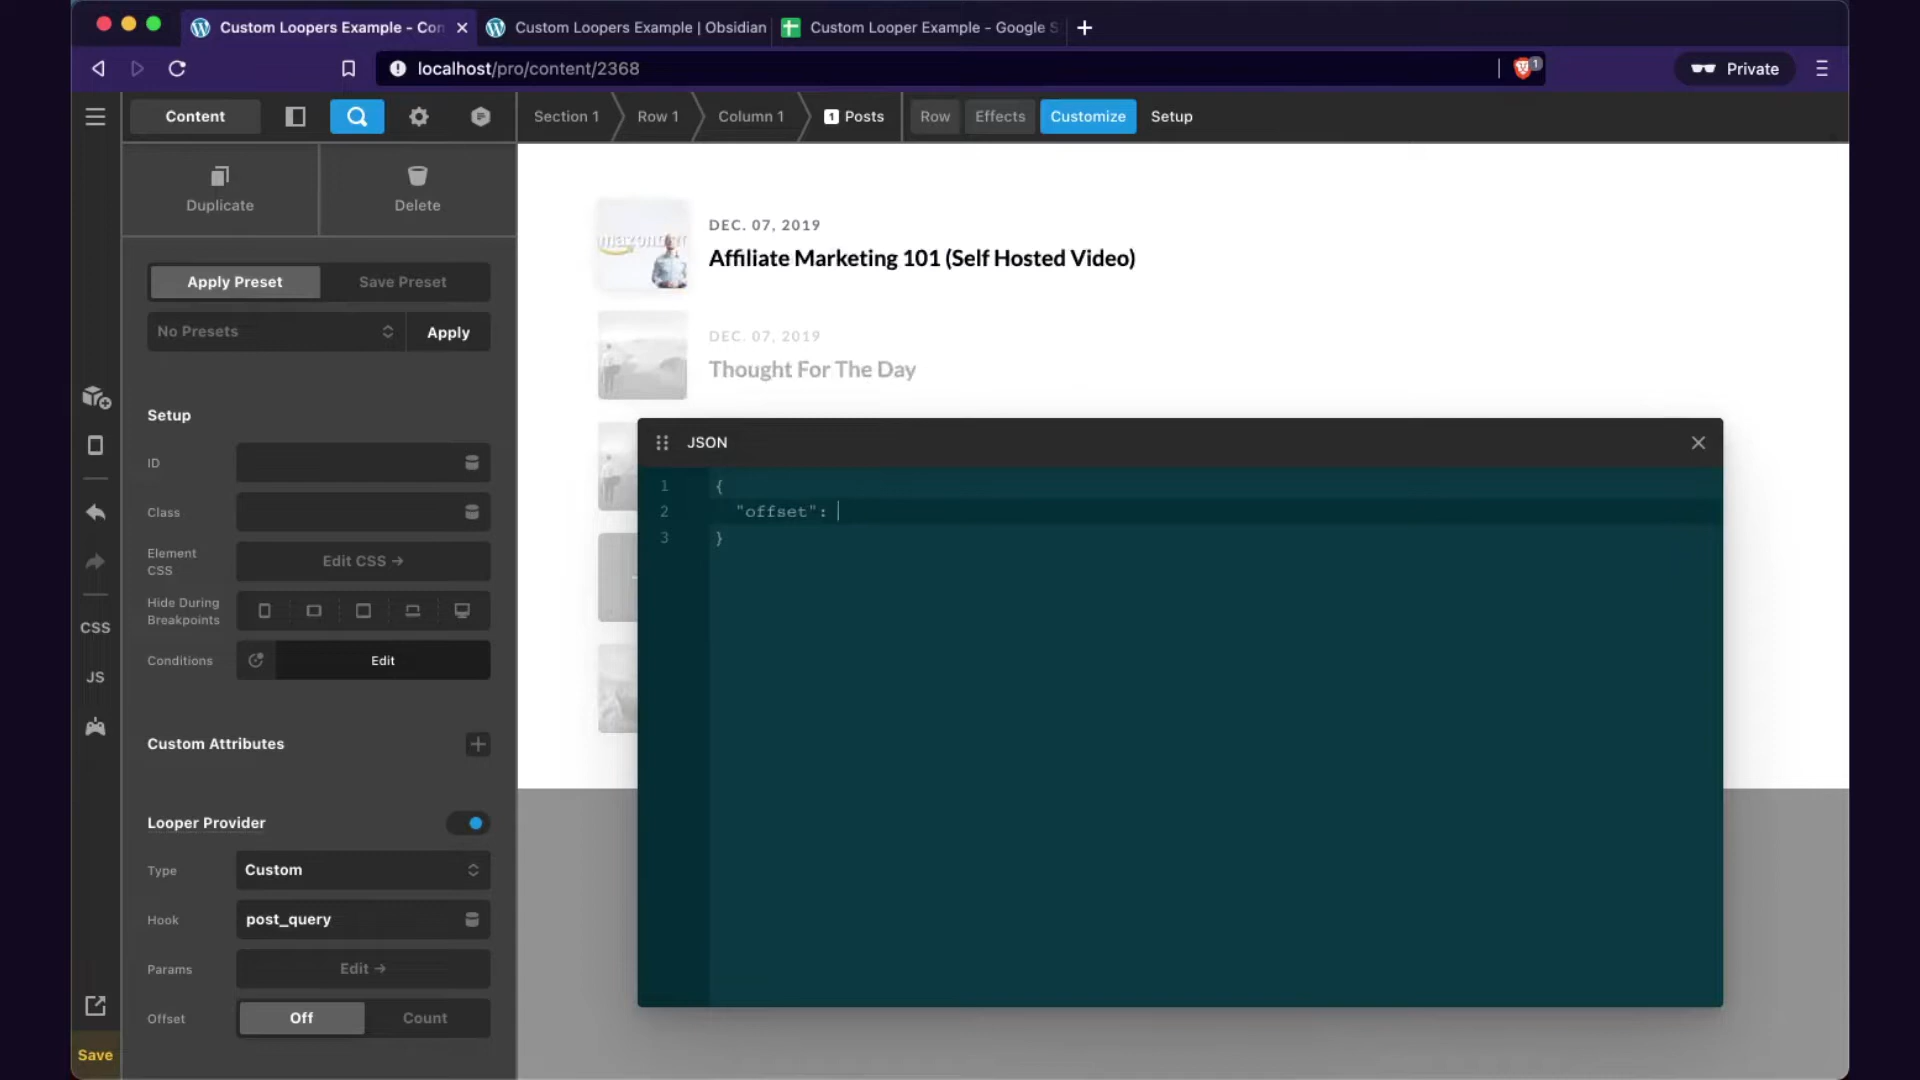 Custom Loopers Example - Con
Custom Loopers Example | Obsidian
Custom Looper Example - Google S
localhost/pro/content/2368
1
Private
Content
Section 1
Row 1
Column 1
1 Posts
Row
Effects
Customize
Setup
Duplicate
Delete
Apply Preset
Save Preset
No Presets
Apply
Setup
ID
Class
Element
CSS
Edit CSS →
Hide During
Breakpoints
Conditions
Edit
CSS
JS
Custom Attributes
Looper Provider
Type
Custom
Hook
post_query
Params
Edit →
Offset
Off
Count
Save
DEC. 07, 2019
Affiliate Marketing 101 (Self Hosted Video)
DEC. 07, 2019
Thought For The Day
JSON
1 {
2 "offset":
3 }